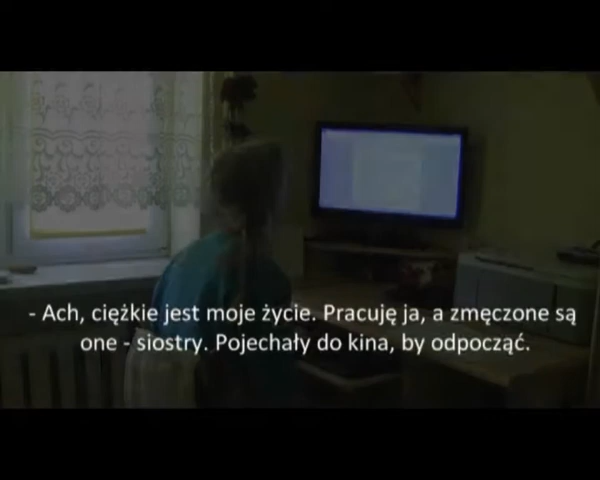 - Ach, ciężkie jest moje życie. Pracuję ja, a zmęczone są
one - siostry. Pojechały do kina, by odpocząć.